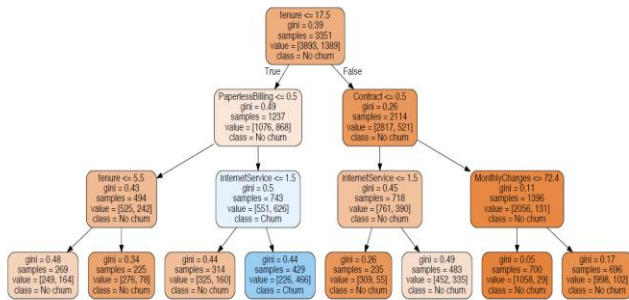 tenure <= 17.5
gini = 0.39
samples = 3351
value = [3893, 1389]
class = No churn
True
False
PaperlessBilling <= 0.5
gini = 0.49
samples = 1237
value = [1076, 868]
class = No churn
Contract <= 0.5
gini = 0.26
samples = 2114
value = [2817, 521]
class = No churn
tenure <= 5.5
gini = 0.43
samples = 494
value = [525, 242]
class = No churn
InternetService <= 1.5
gini = 0.5
samples = 743
value = [551, 626]
class = Churn
InternetService <= 1.5
gini = 0.45
samples = 718
value = [761, 390]
class = No churn
MonthlyCharges <= 72.4
gini = 0.11
samples = 1396
value = [2056, 131]
class = No churn
gini = 0.48
samples = 269
value = [249, 164]
class = No churn
gini = 0.34
samples = 225
value = [276, 78]
class = No churn
gini = 0.44
samples = 314
value = [325, 160]
class = No churn
gini = 0.44
samples = 429
value = [226, 466]
class = Churn
gini = 0.26
samples = 235
value = [309, 55]
class = No churn
gini = 0.49
samples = 483
value = [452, 335]
class = No churn
gini = 0.05
samples = 700
value = [1058, 29]
class = No churn
gini = 0.17
samples = 696
value = [998, 102]
class = No churn